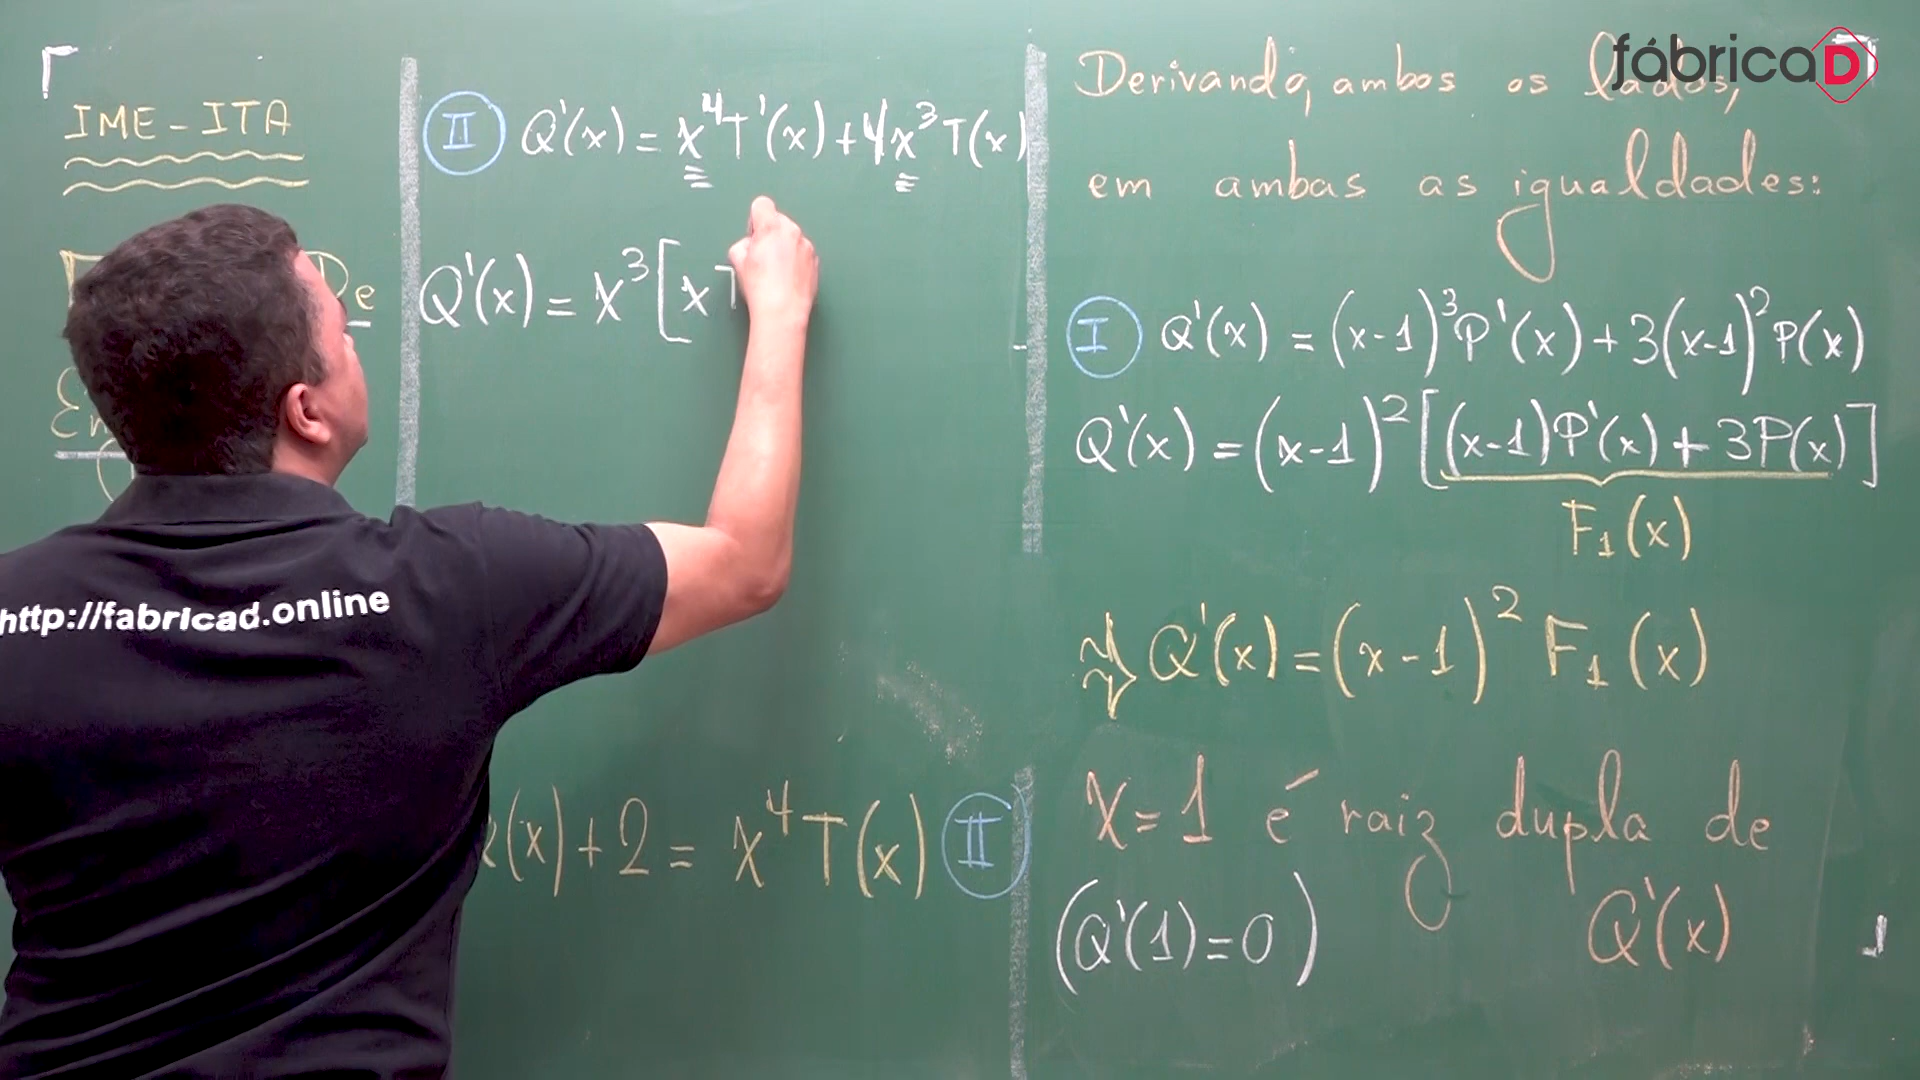 IME-ITA
De
II Q'(x) = x⁴T'(x)+4x³T(x)
Q'(x) = x³[xT
(x)+2 = x⁴T(x) II
http://fabricad.online
fábricaD
Derivando, ambos os lados,
em ambas as igualdades:
I Q'(x) = (x-1)³P'(x)+3(x-1)²P(x)
Q'(x) = (x-1)²[(x-1)P'(x)+3P(x)]
F₁(x)
⇒ Q'(x) = (x-1)² F₁(x)
x=1 é raiz dupla de
(Q'(1)=0) Q'(x)